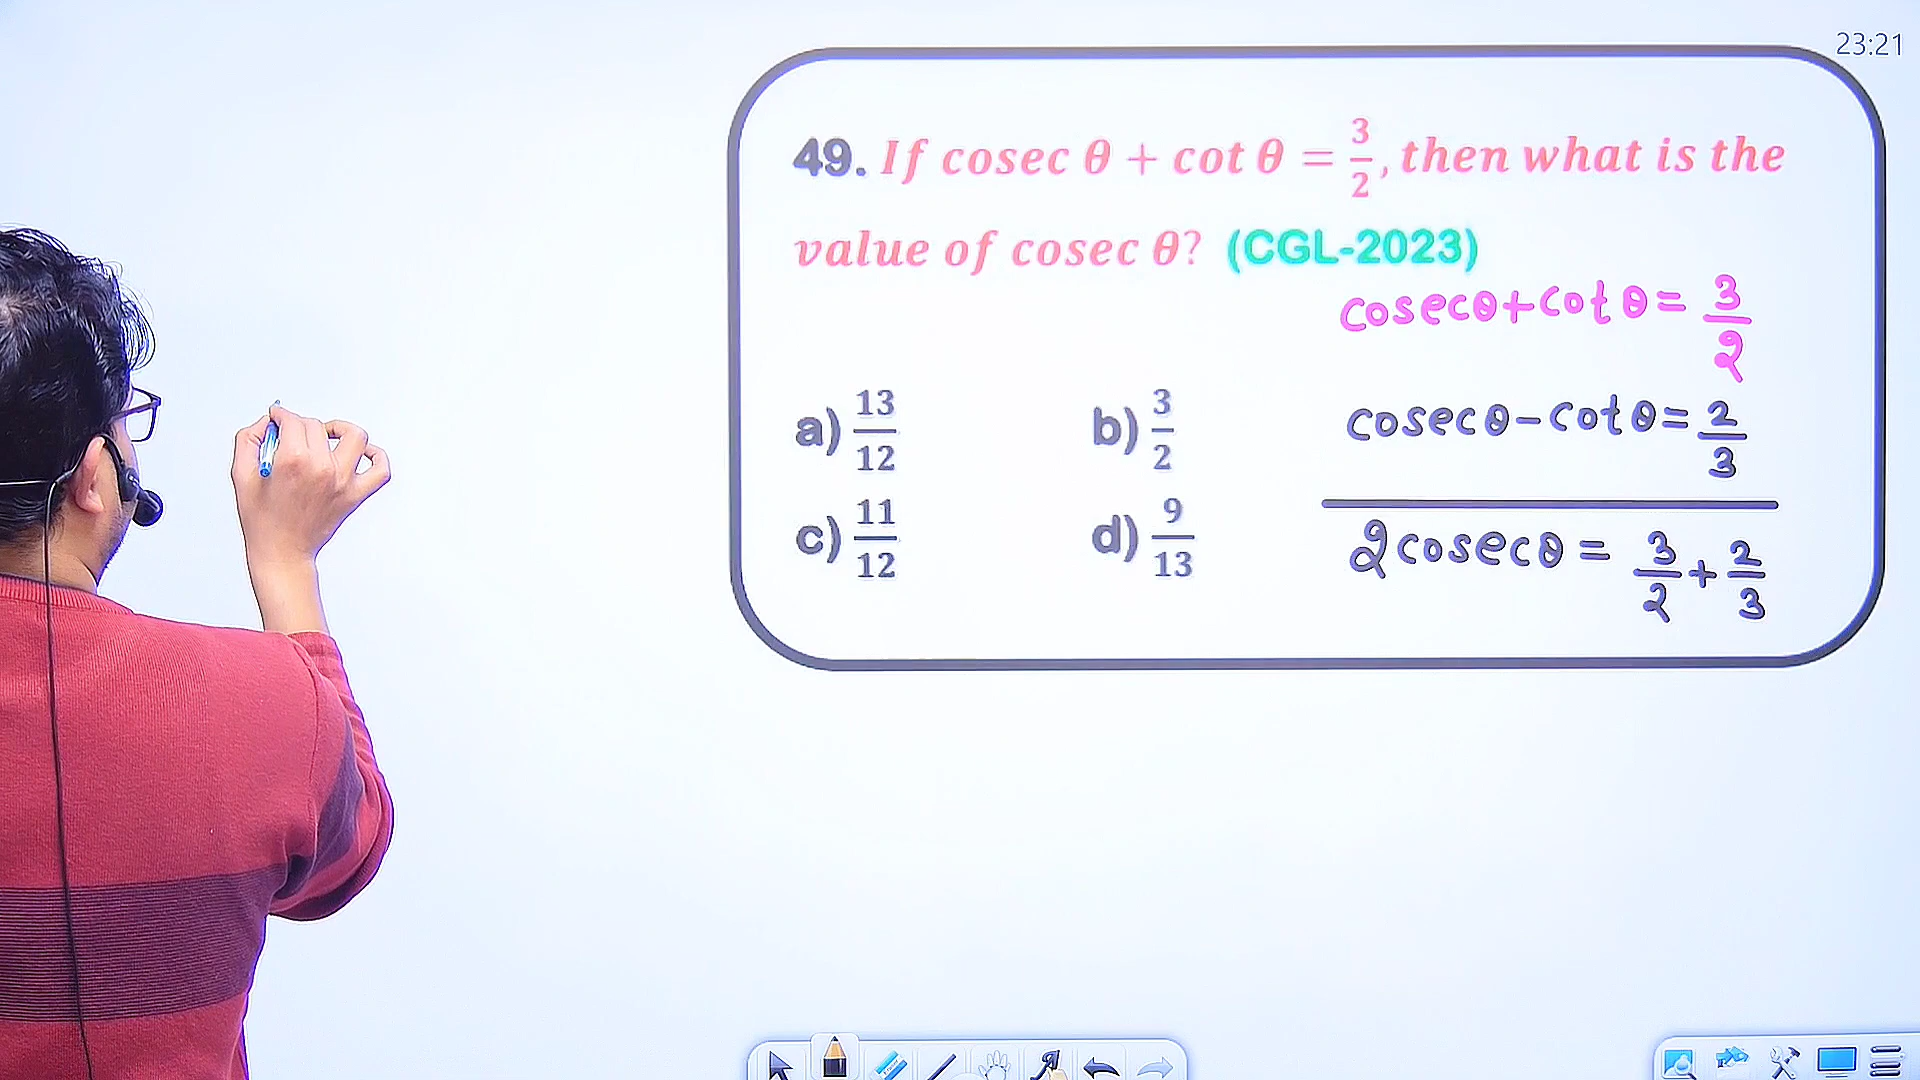 23:21
49. If cosec θ + cot θ = 3/2, then what is the
value of cosec θ? (CGL-2023)
cosecθ+cotθ= 3/2
a) 13/12 b) 3/2
cosecθ-cotθ= 2/3
c) 11/12 d) 9/13
2cosecθ = 3/2 + 2/3